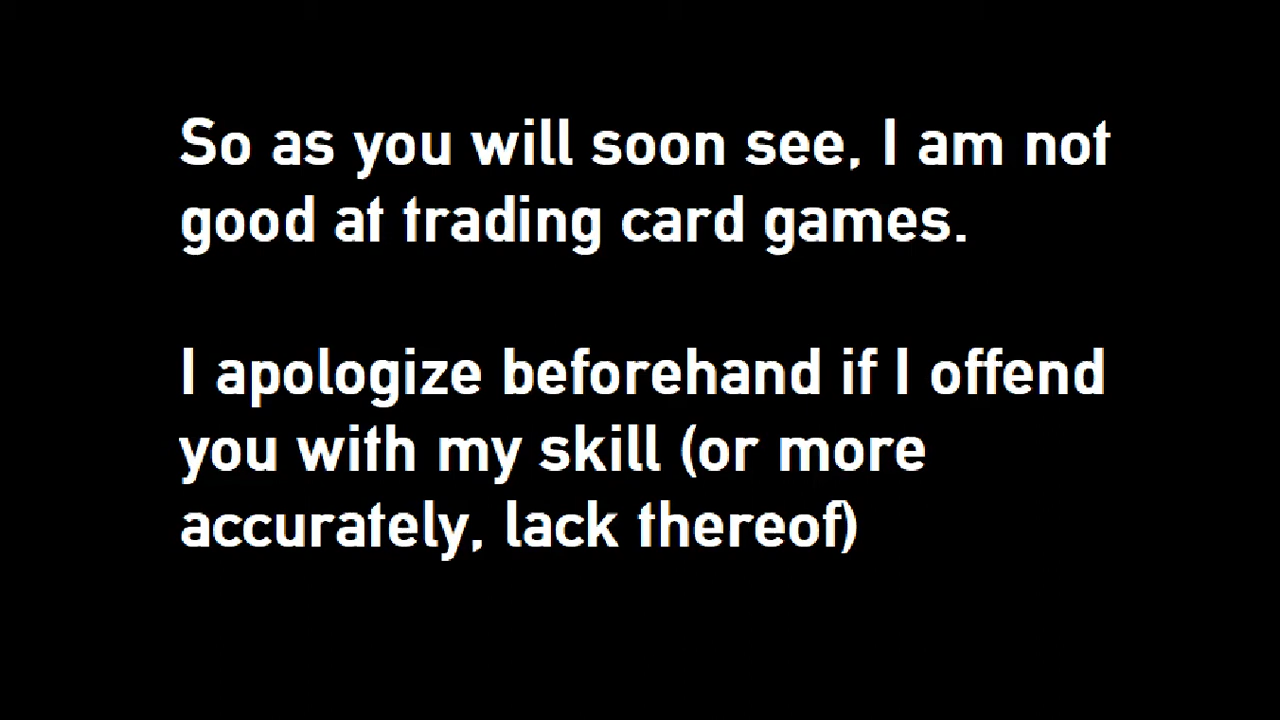 So as you will soon see, I am not
good at trading card games.
I apologize beforehand if I offend
you with my skill (or more
accurately, lack thereof)